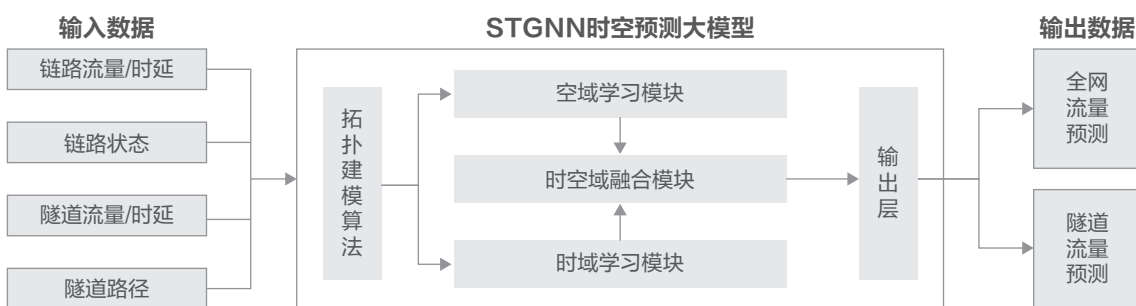 输入数据
链路流量/时延
链路状态
隧道流量/时延
隧道路径
STGNN时空预测大模型
拓扑建模算法
空域学习模块
时空域融合模块
时域学习模块
输出层
输出数据
全网
流量
预测
隧道
流量
预测